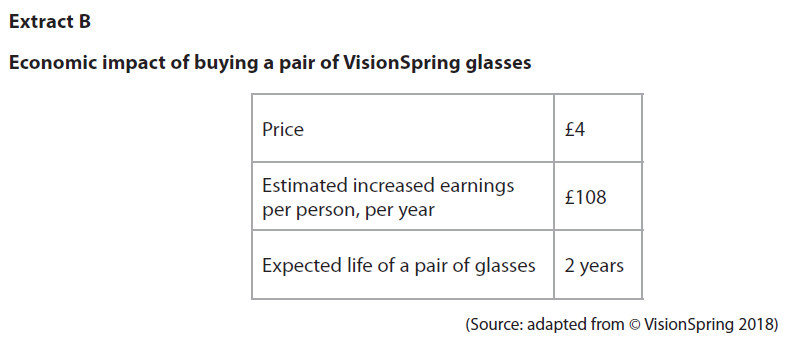 Extract B
Economic impact of buying a pair of VisionSpring glasses
Price £4
Estimated increased earnings
per person, per year £108
Expected life of a pair of glasses 2 years
(Source: adapted from © VisionSpring 2018)